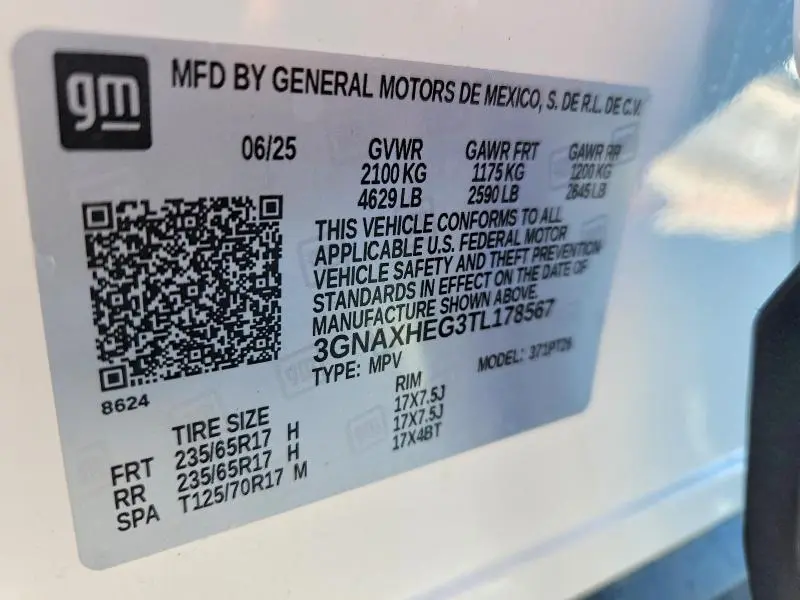 gm
MFD BY GENERAL MOTORS DE MEXICO, S. DE R.L. DE C.V.
06/25 GVWR GAWR FRT GAWR RR
2100 KG 1175 KG 1200 KG
4629 LB 2590 LB 2645 LB
THIS VEHICLE CONFORMS TO ALL
APPLICABLE U.S. FEDERAL MOTOR
VEHICLE SAFETY AND THEFT PREVENTION
STANDARDS IN EFFECT ON THE DATE OF
MANUFACTURE SHOWN ABOVE.
3GNAXHEG3TL178567
TYPE: MPV MODEL: 371PT26
8624
TIRE SIZE RIM
FRT 235/65R17 H 17X7.5J
RR 235/65R17 H 17X7.5J
SPA T125/70R17 M 17X4BT